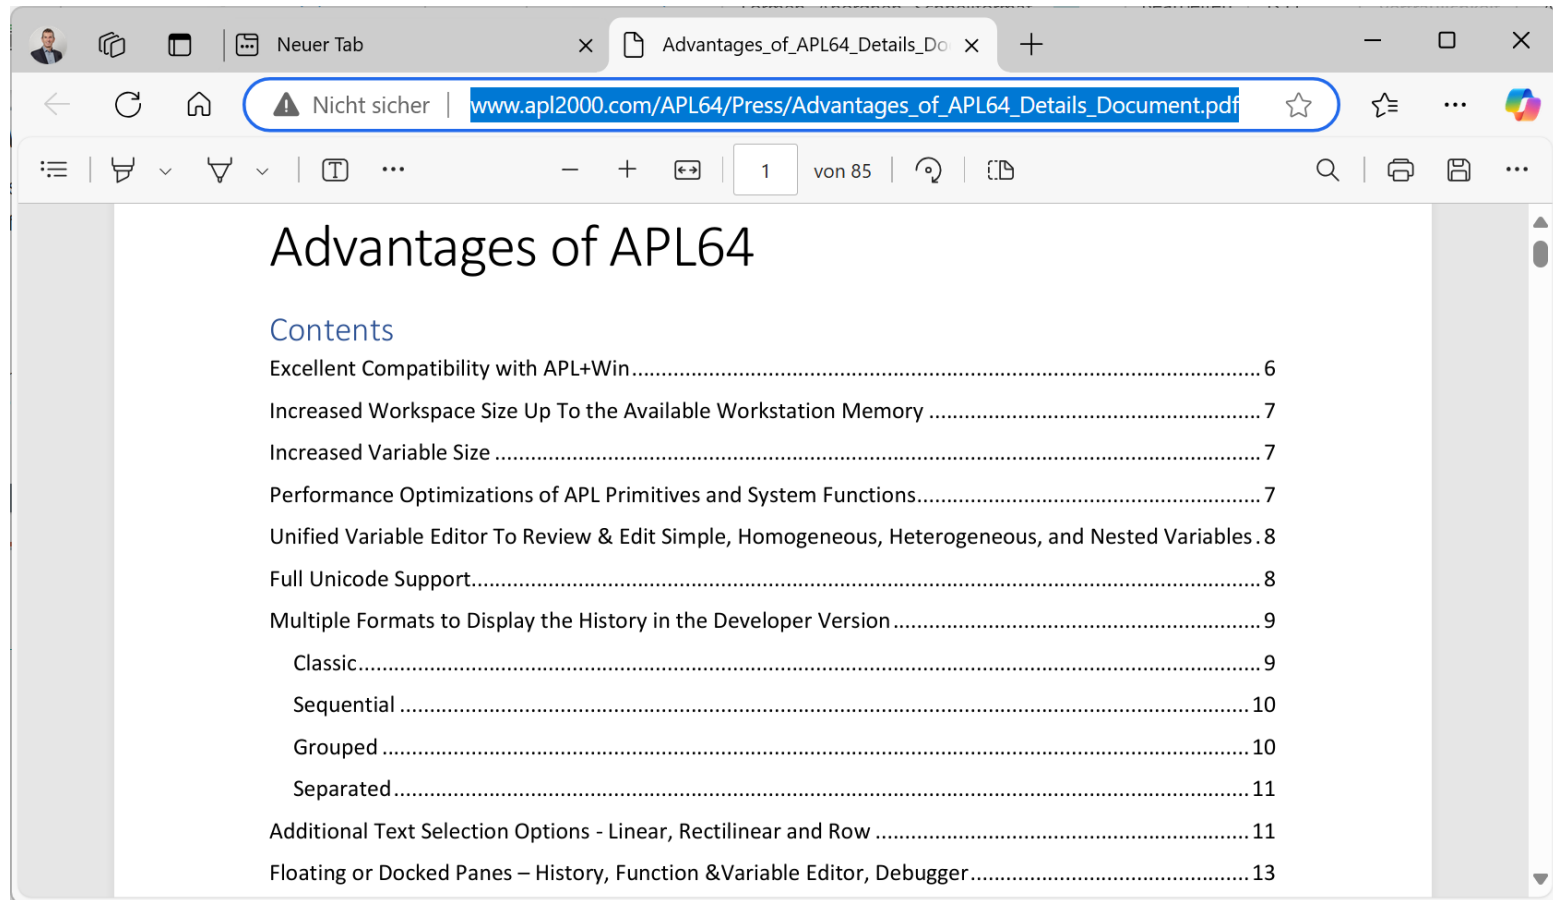 Neuer Tab
Advantages_of_APL64_Details_Do
Nicht sicher
www.apl2000.com/APL64/Press/Advantages_of_APL64_Details_Document.pdf
1 von 85
Advantages of APL64
Contents
Excellent Compatibility with APL+Win........................................6
Increased Workspace Size Up To the Available Workstation Memory ........................................7
Increased Variable Size ........................................7
Performance Optimizations of APL Primitives and System Functions........................................7
Unified Variable Editor To Review & Edit Simple, Homogeneous, Heterogeneous, and Nested Variables.8
Full Unicode Support........................................8
Multiple Formats to Display the History in the Developer Version........................................9
Classic........................................9
Sequential ........................................10
Grouped ........................................10
Separated........................................11
Additional Text Selection Options - Linear, Rectilinear and Row ........................................11
Floating or Docked Panes – History, Function &Variable Editor, Debugger........................................13